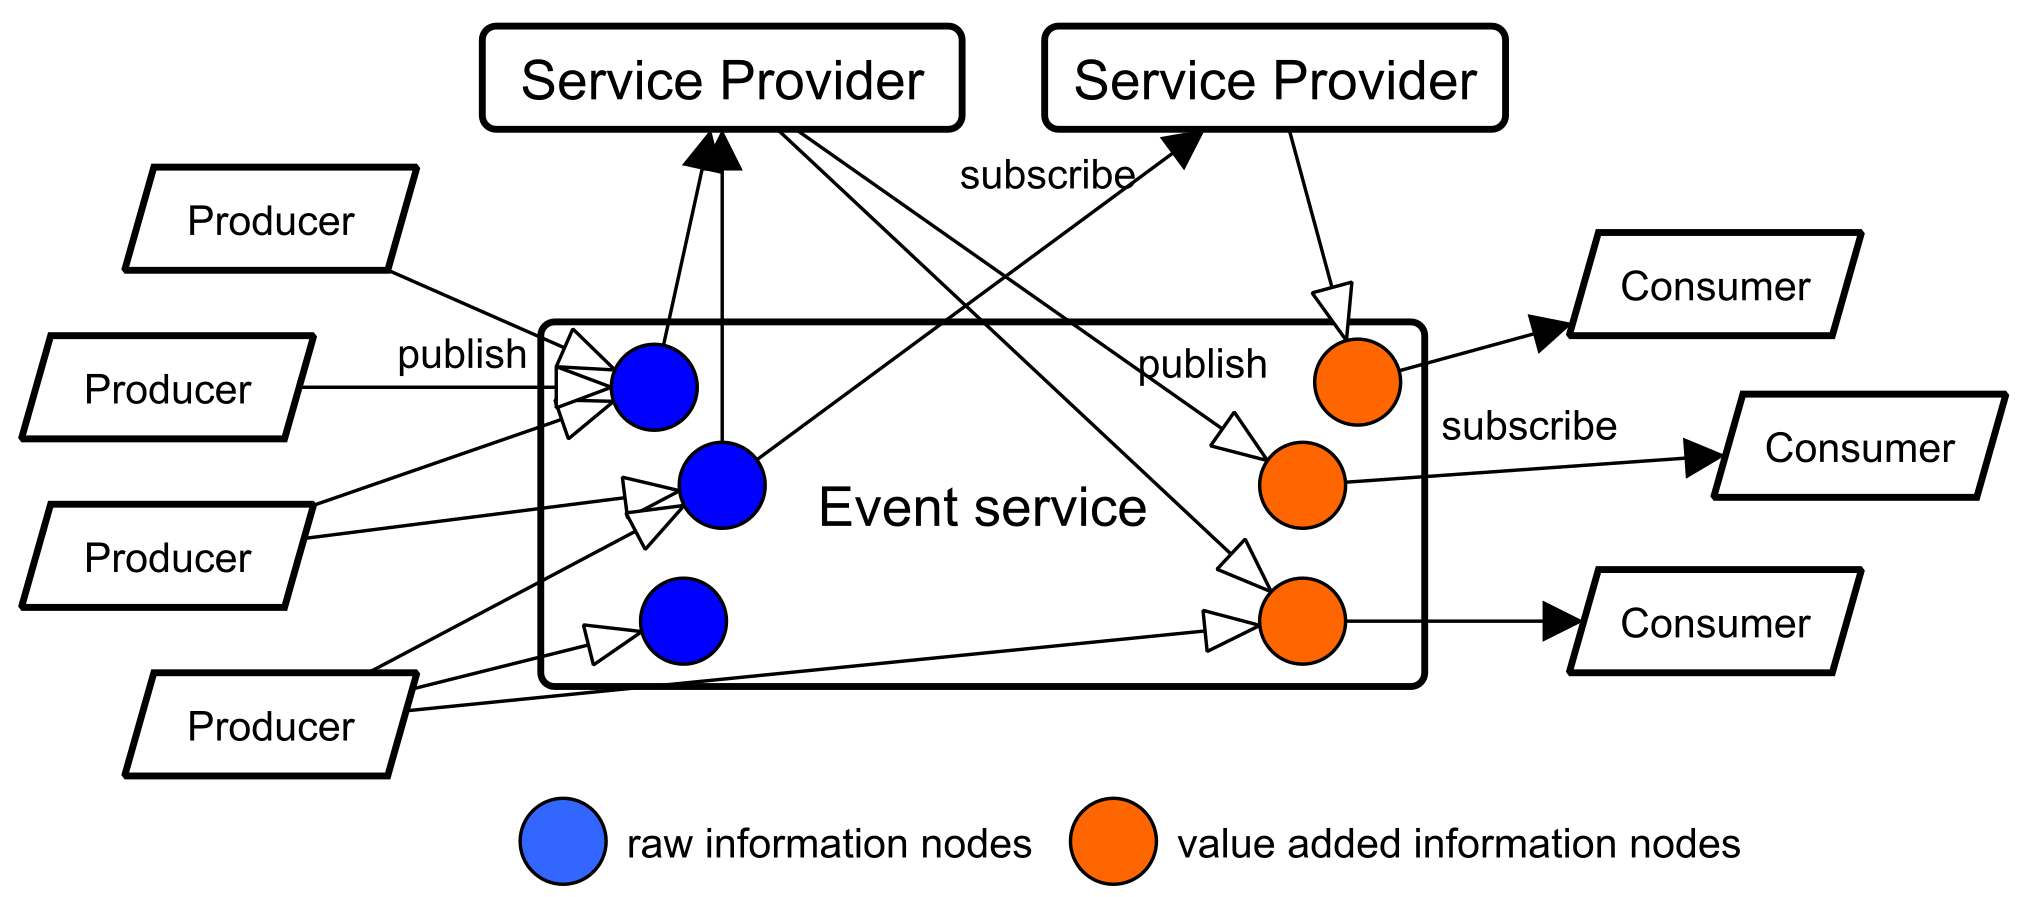 Service Provider
Service Provider
subscribe
Producer
Consumer
publish
publish
Producer
subscribe
Consumer
Event service
Producer
Consumer
Producer
raw information nodes
value added information nodes